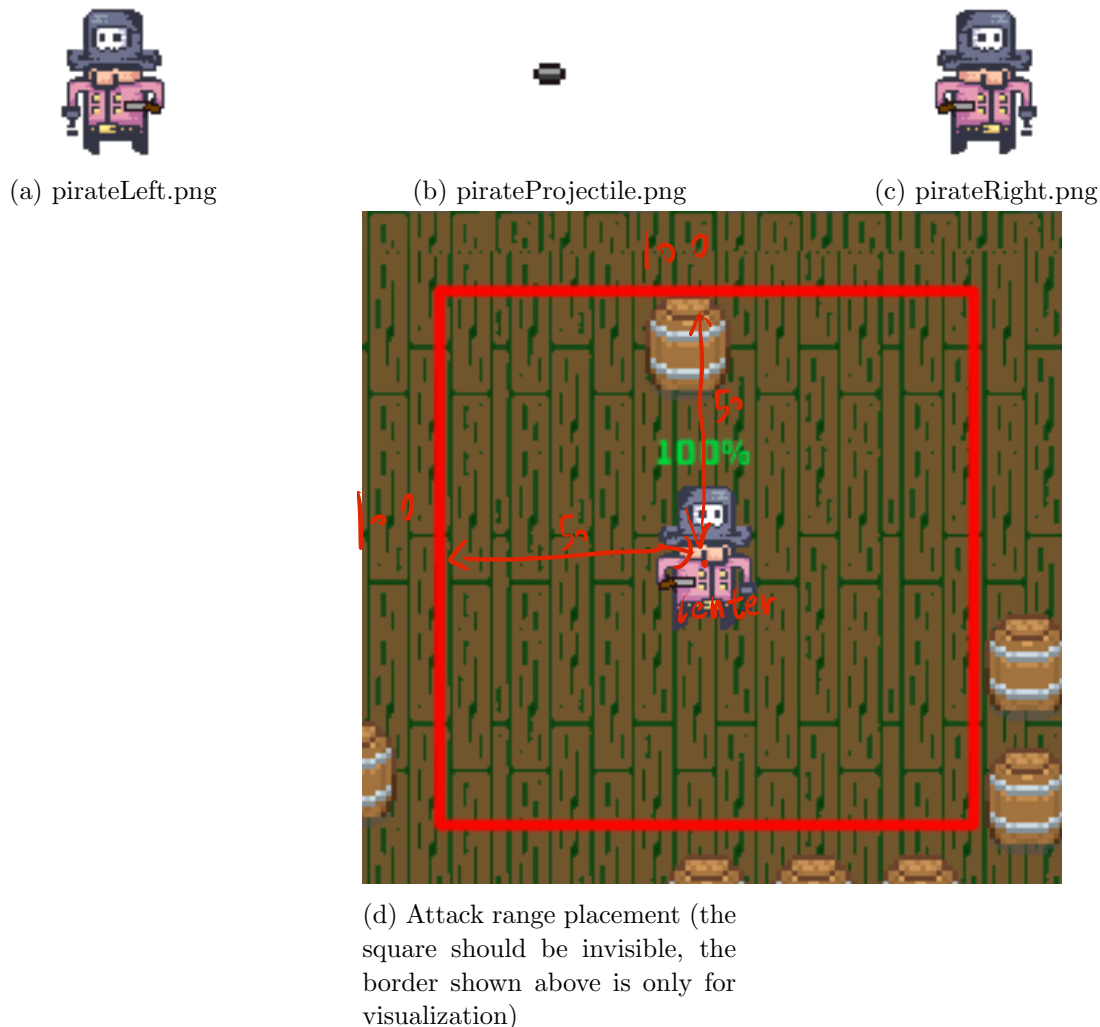 (a) pirateLeft.png
(b) pirateProjectile.png
(c) pirateRight.png
100
50
100%
100
50
center
(d) Attack range placement (the
square should be invisible, the
border shown above is only for
visualization)